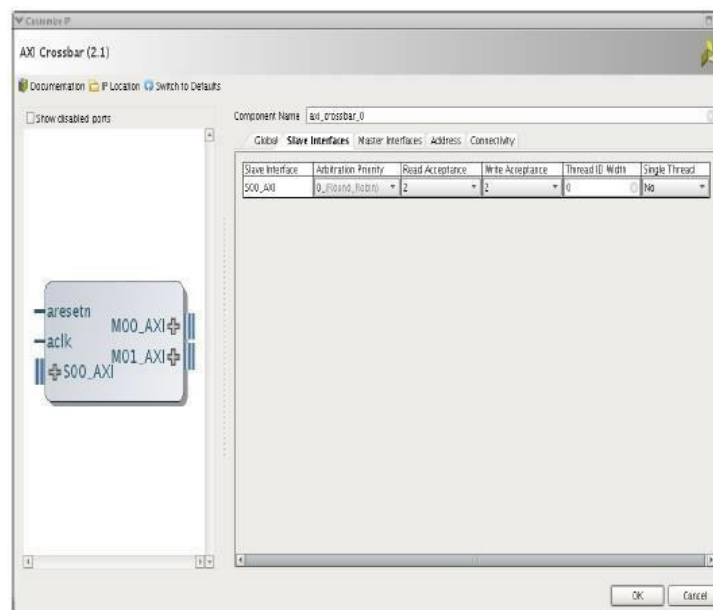 Customize IP
AXI Crossbar (2.1)
Documentation IP Location Switch to Defaults
Show disabled ports
Component Name axi_crossbar_0
Global Slave Interfaces Master Interfaces Address Connectivity
Slave Interface Arbitration Priority Read Acceptance Write Acceptance Thread ID Width Single Thread
S00_AXI 0_(Round_Robin) 2 2 0 No
aresetn
M00_AXI
aclk
M01_AXI
S00_AXI
OK Cancel